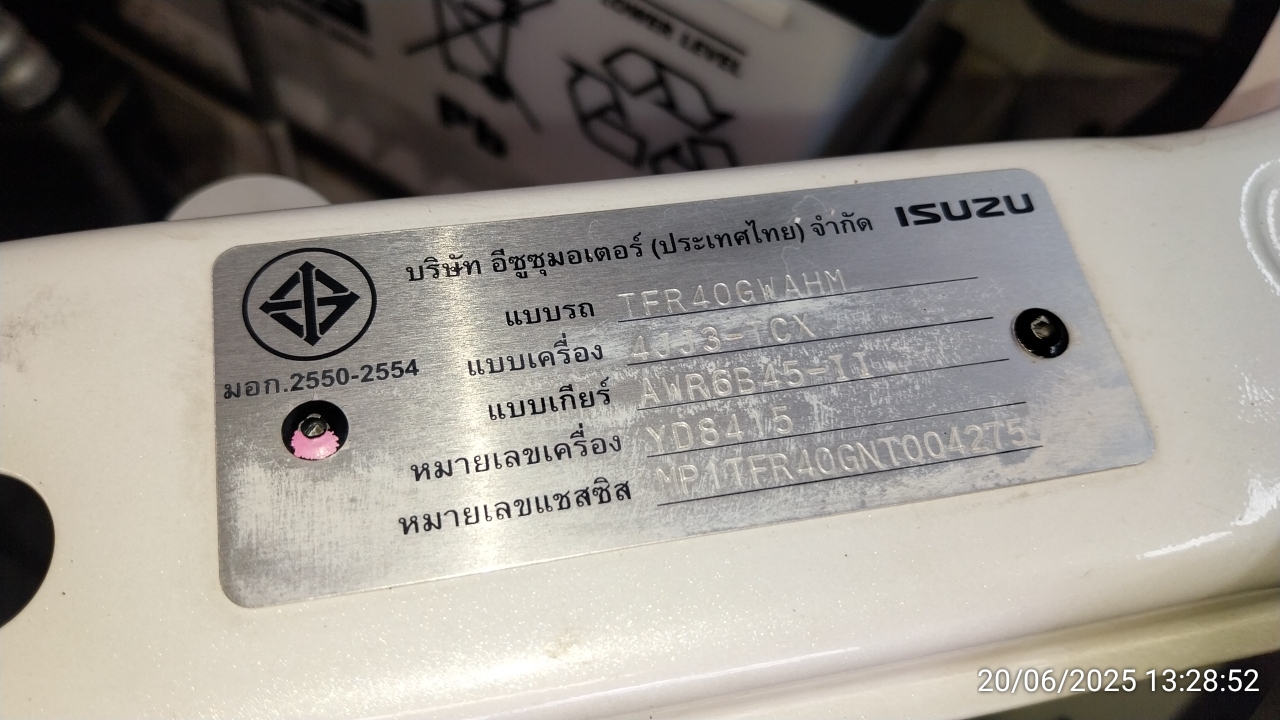 LOWER LEVEL
Pb
บริษัท อีซูซุมอเตอร์ (ประเทศไทย) จำกัด ISUZU
แบบรถ TFR40GWAHM
แบบเครื่อง 4JJ3-TCX
มอก.2550-2554
แบบเกียร์ AWR6B45-II
หมายเลขเครื่อง YD8415
หมายเลขแชสซิส MP1TFR40GNT004275
20/06/2025 13:28:52